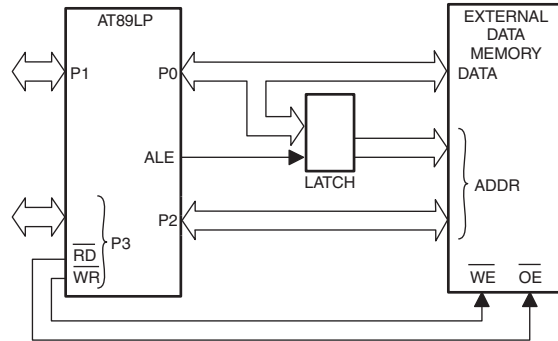 AT89LP
P1
P0
ALE
P2
P3
RD
WR
LATCH
EXTERNAL
DATA
MEMORY
DATA
ADDR
WE
OE